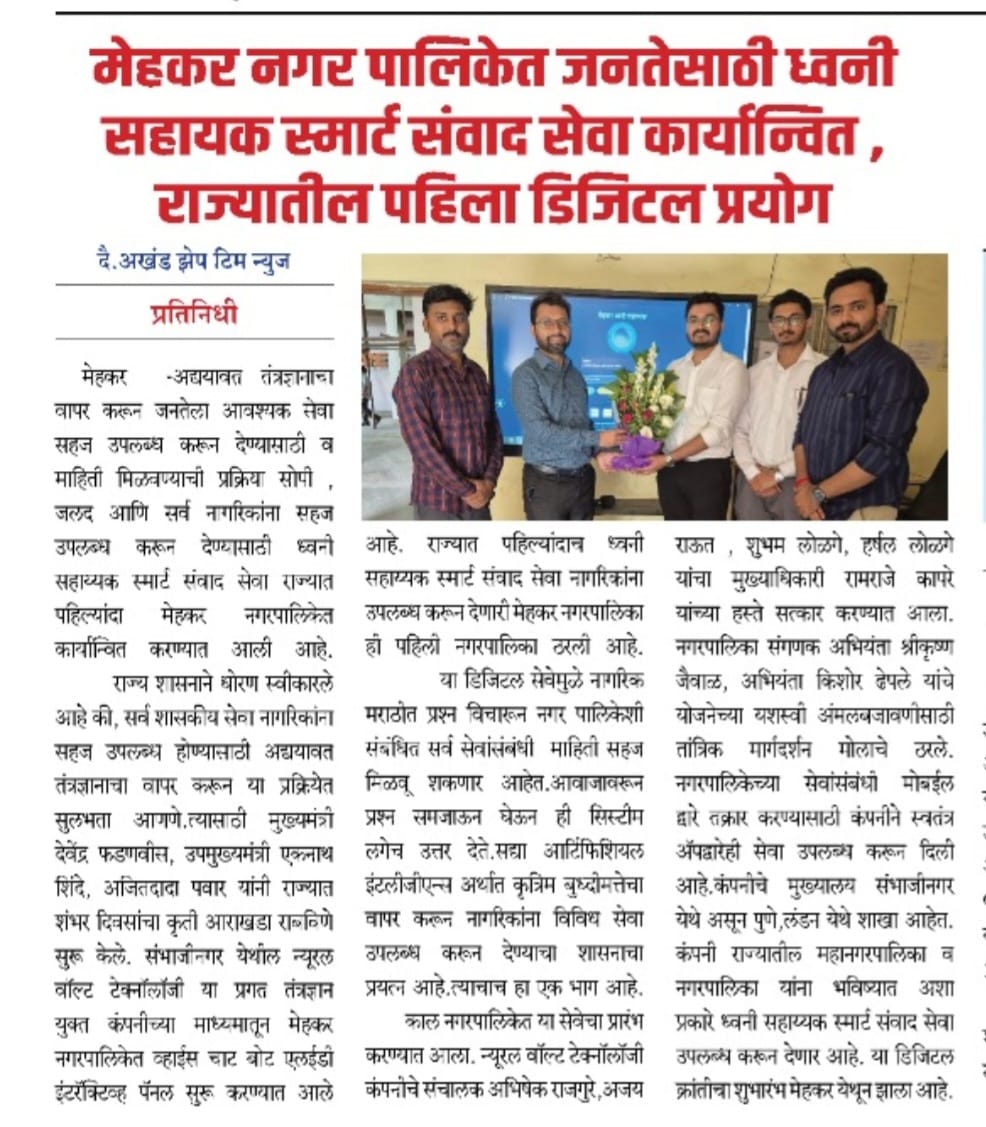 मेहकर नगर पालिकेत जनतेसाठी ध्वनी
सहायक स्मार्ट संवाद सेवा कार्यान्वित ,
राज्यातील पहिला डिजिटल प्रयोग
दै.अखंड झेप टिम न्युज
प्रतिनिधी
मेहकर -अद्ययावत तंत्रज्ञानाचा
वापर करून जनतेला आवश्यक सेवा
सहज उपलब्ध करून देण्यासाठी व
माहिती मिळवण्याची प्रक्रिया सोपी ,
जलद आणि सर्व नागरिकांना सहज
उपलब्ध करून देण्यासाठी ध्वनी
सहाय्यक स्मार्ट संवाद सेवा राज्यात
पहिल्यांदा मेहकर नगरपालिकेत
कार्यान्वित करण्यात आली आहे.
राज्य शासनाने धोरण स्वीकारले
आहे की, सर्व शासकीय सेवा नागरिकांना
सहज उपलब्ध होण्यासाठी अद्ययावत
तंत्रज्ञानाचा वापर करून या प्रक्रियेत
सुलभता आणणे.त्यासाठी मुख्यमंत्री
देवेंद्र फडणवीस, उपमुख्यमंत्री एकनाथ
शिंदे, अजितदादा पवार यांनी राज्यात
शंभर दिवसांचा कृती आराखडा राबविणे
सुरू केले. संभाजीनगर येथील न्यूरल
वॉल्ट टेक्नॉलॉजी या प्रगत तंत्रज्ञान
युक्त कंपनीच्या माध्यमातून मेहकर
नगरपालिकेत व्हाईस चाट बोट एलईडी
इंटरॅक्टिव्ह पॅनल सुरू करण्यात आले
मेहकर
आहे. राज्यात पहिल्यांदाच ध्वनी
सहाय्यक स्मार्ट संवाद सेवा नागरिकांना
उपलब्ध करून देणारी मेहकर नगरपालिका
ही पहिली नगरपालिका ठरली आहे.
या डिजिटल सेवेमुळे नागरिक
मराठीत प्रश्न विचारून नगर पालिकेशी
संबंधित सर्व सेवांसंबंधी माहिती सहज
मिळवू शकणार आहेत.आवाजावरून
प्रश्न समजाऊन घेऊन ही सिस्टीम
लगेच उत्तर देते.सद्या आर्टिफिशियल
इंटलीजीएन्स अर्थात कृत्रिम बुध्दीमत्तेचा
वापर करून नागरिकांना विविध सेवा
उपलब्ध करून देण्याचा शासनाचा
प्रयत्न आहे.त्याचाच हा एक भाग आहे.
काल नगरपालिकेत या सेवेचा प्रारंभ
करण्यात आला. न्यूरल वॉल्ट टेक्नॉलॉजी
कंपनीचे संचालक अभिषेक राजगुरे,अजय
राऊत , शुभम लोळगे, हर्षल लोळगे
यांचा मुख्याधिकारी रामराजे कापरे
यांच्या हस्ते सत्कार करण्यात आला.
नगरपालिका संगणक अभियंता श्रीकृष्ण
जैवाळ, अभियंता किशोर ढेपले यांचे
योजनेच्या यशस्वी अंमलबजावणीसाठी
तांत्रिक मार्गदर्शन मोलाचे ठरले.
नगरपालिकेच्या सेवांसंबंधी मोबईल
द्वारे तक्रार करण्यासाठी कंपनीने स्वतंत्र
ॲपद्वारेही सेवा उपलब्ध करून दिली
आहे.कंपनीचे मुख्यालय संभाजीनगर
येथे असून पुणे,लंडन येथे शाखा आहेत.
कंपनी राज्यातील महानगरपालिका व
नगरपालिका यांना भविष्यात अशा
प्रकारे ध्वनी सहाय्यक स्मार्ट संवाद सेवा
उपलब्ध करून देणार आहे. या डिजिटल
क्रांतीचा शुभारंभ मेहकर येथून झाला आहे.